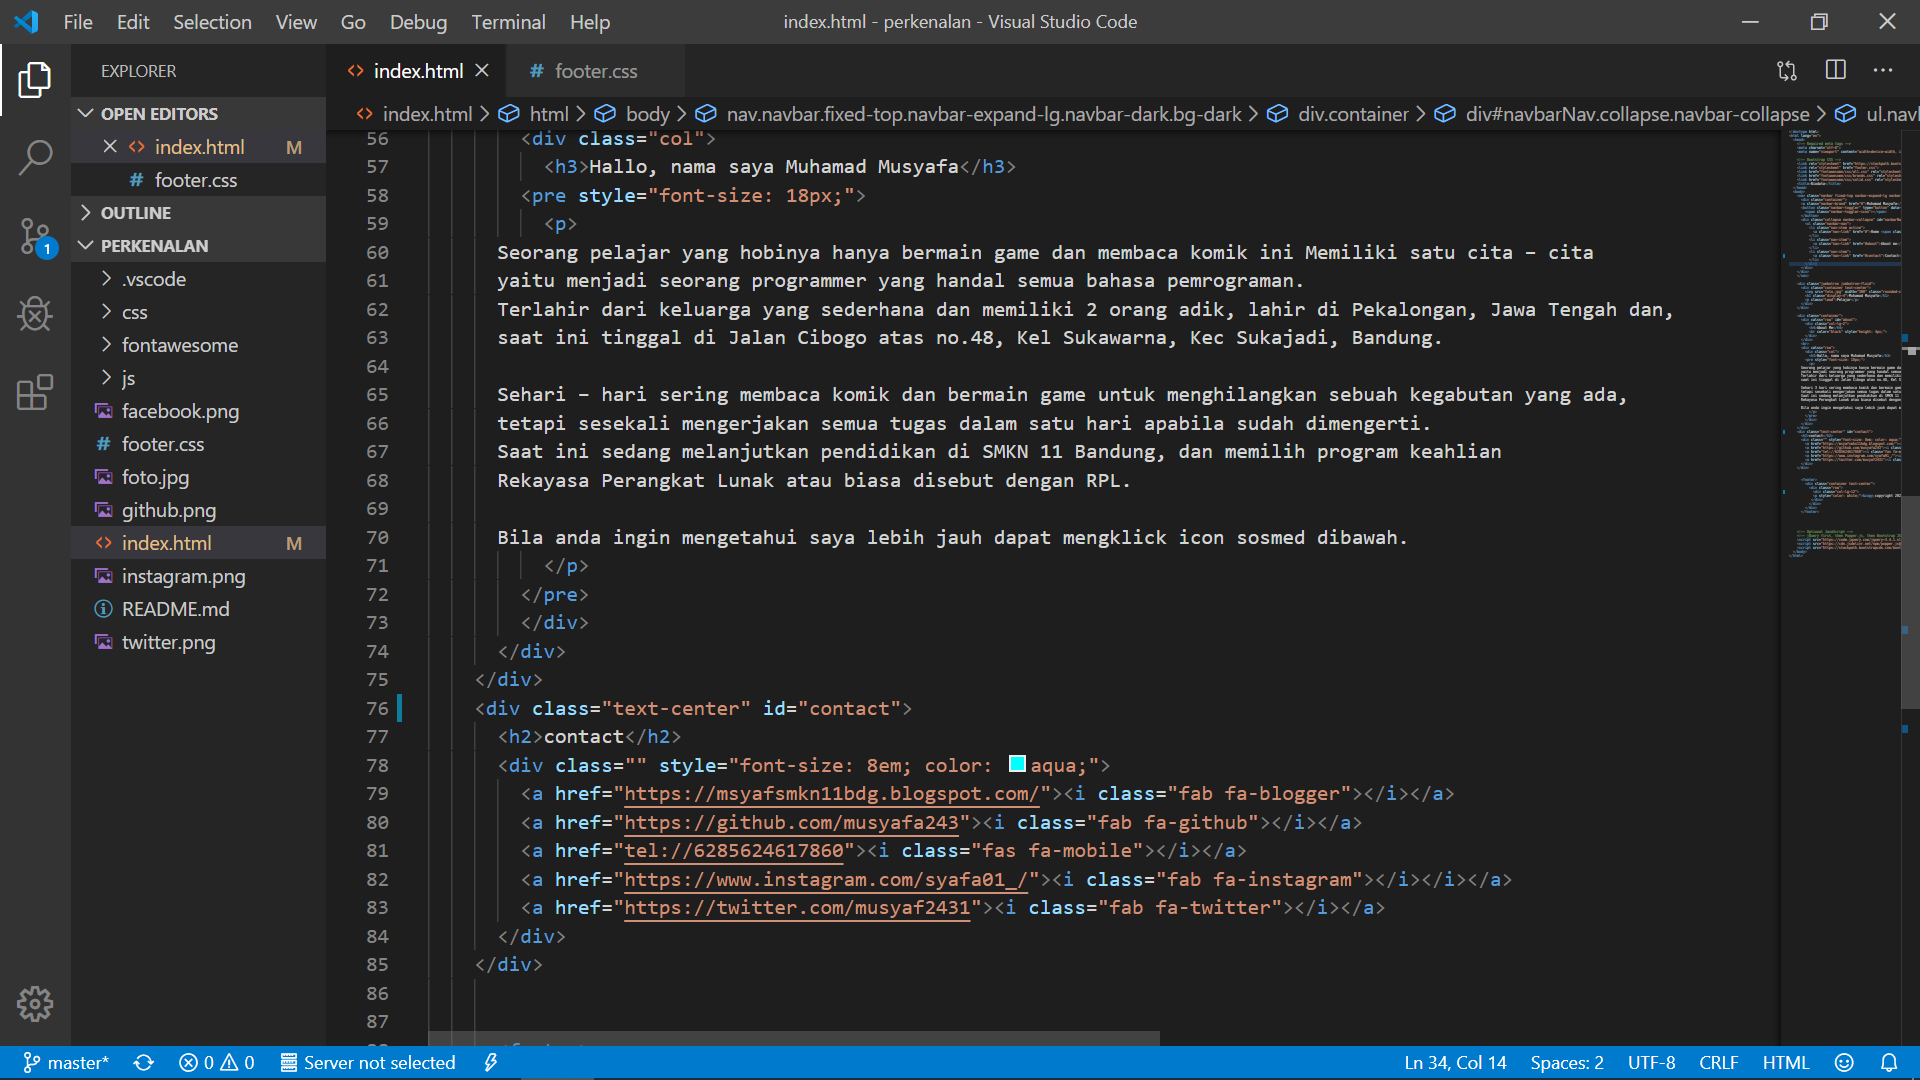 File Edit Selection View Go Debug Terminal Help
index.html - perkenalan - Visual Studio Code
EXPLORER
OPEN EDITORS
index.html M
footer.css
OUTLINE
PERKENALAN
.vscode
css
fontawesome
js
facebook.png
footer.css
foto.jpg
github.png
index.html M
instagram.png
README.md
twitter.png
1
index.html
footer.css
index.html > html > body > nav.navbar.fixed-top.navbar-expand-lg.navbar-dark.bg-dark > div.container > div#navbarNav.collapse.navbar-collapse > ul.navl
56 <div class="col">
57 <h3>Hallo, nama saya Muhamad Musyafa</h3>
58 <pre style="font-size: 18px;">
59 <p>
60 Seorang pelajar yang hobinya hanya bermain game dan membaca komik ini Memiliki satu cita – cita
61 yaitu menjadi seorang programmer yang handal semua bahasa pemrograman.
62 Terlahir dari keluarga yang sederhana dan memiliki 2 orang adik, lahir di Pekalongan, Jawa Tengah dan,
63 saat ini tinggal di Jalan Cibogo atas no.48, Kel Sukawarna, Kec Sukajadi, Bandung.
64
65 Sehari – hari sering membaca komik dan bermain game untuk menghilangkan sebuah kegabutan yang ada,
66 tetapi sesekali mengerjakan semua tugas dalam satu hari apabila sudah dimengerti.
67 Saat ini sedang melanjutkan pendidikan di SMKN 11 Bandung, dan memilih program keahlian
68 Rekayasa Perangkat Lunak atau biasa disebut dengan RPL.
69
70 Bila anda ingin mengetahui saya lebih jauh dapat mengklick icon sosmed dibawah.
71 </p>
72 </pre>
73 </div>
74 </div>
75 </div>
76 <div class="text-center" id="contact">
77 <h2>contact</h2>
78 <div class="" style="font-size: 8em; color: aqua;">
79 <a href="https://msyafsmkn11bdg.blogspot.com/"><i class="fab fa-blogger"></i></a>
80 <a href="https://github.com/musyafa243"><i class="fab fa-github"></i></a>
81 <a href="tel://6285624617860"><i class="fas fa-mobile"></i></a>
82 <a href="https://www.instagram.com/syafa01_/"><i class="fab fa-instagram"></i></i></a>
83 <a href="https://twitter.com/musyaf2431"><i class="fab fa-twitter"></i></a>
84 </div>
85 </div>
86
87
master* 0 0 Server not selected
Ln 34, Col 14 Spaces: 2 UTF-8 CRLF HTML